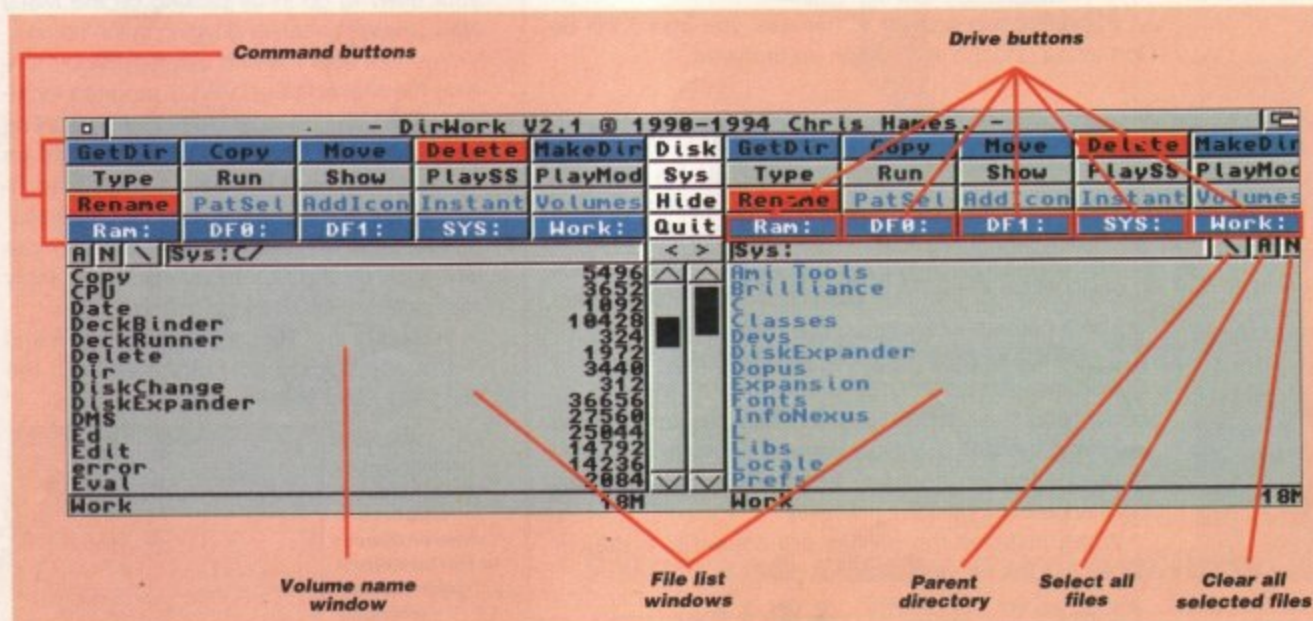 Command buttons
Drive buttons
- DirWork V2.1 © 1990-1994 Chris Hames. -
GetDir Copy Move Delete MakeDir Disk GetDir Copy Move Delete MakeDir
Type Run Show PlaySS PlayMod Sys Type Run Show PlaySS PlayMod
Rename PatSel AddIcon Instant Volumes Hide Rename PatSel AddIcon Instant Volumes
Ram: DF0: DF1: SYS: Work: Quit Ram: DF0: DF1: SYS: Work:
A N \ Sys:C/ < > Sys: \ A N
Copy 5496 Ami Tools
CPU 3652 Brilliance
Date 1092 C
DeckBinder 10428 Classes
DeckRunner 324 Devs
Delete 1972 DiskExpander
Dir 3440 Dopus
DiskChange 312 Expansion
DiskExpander 36656 Fonts
DMS 27560 InfoNexus
Ed 25044 L
Edit 14792 Libs
error 14236 Locale
Eval 2084 Prefs
Work 18M Work 18M
Volume name window
File list windows
Parent directory
Select all files
Clear all selected files